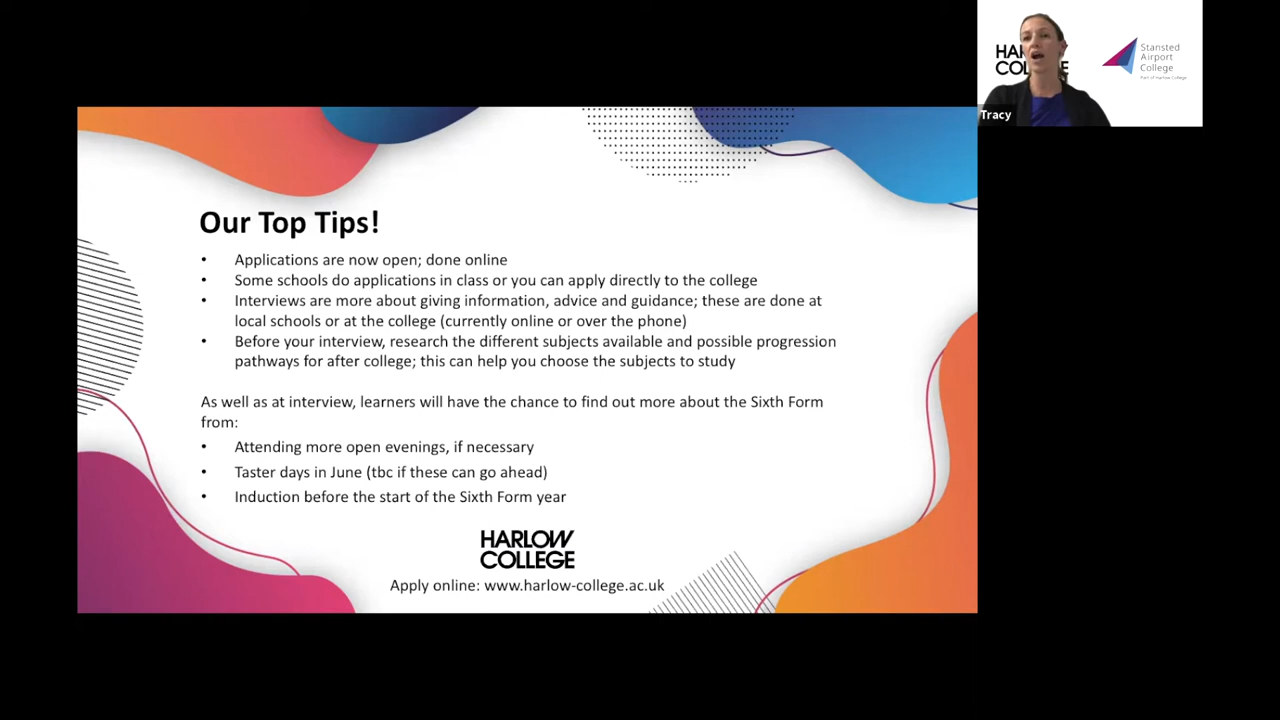 HAR
COL E
Stansted
Airport
College
Part of Harlow College
Tracy
Our Top Tips!
• Applications are now open; done online
• Some schools do applications in class or you can apply directly to the college
• Interviews are more about giving information, advice and guidance; these are done at
local schools or at the college (currently online or over the phone)
• Before your interview, research the different subjects available and possible progression
pathways for after college; this can help you choose the subjects to study
As well as at interview, learners will have the chance to find out more about the Sixth Form
from:
• Attending more open evenings, if necessary
• Taster days in June (tbc if these can go ahead)
• Induction before the start of the Sixth Form year
HARLOW
COLLEGE
Apply online: www.harlow-college.ac.uk